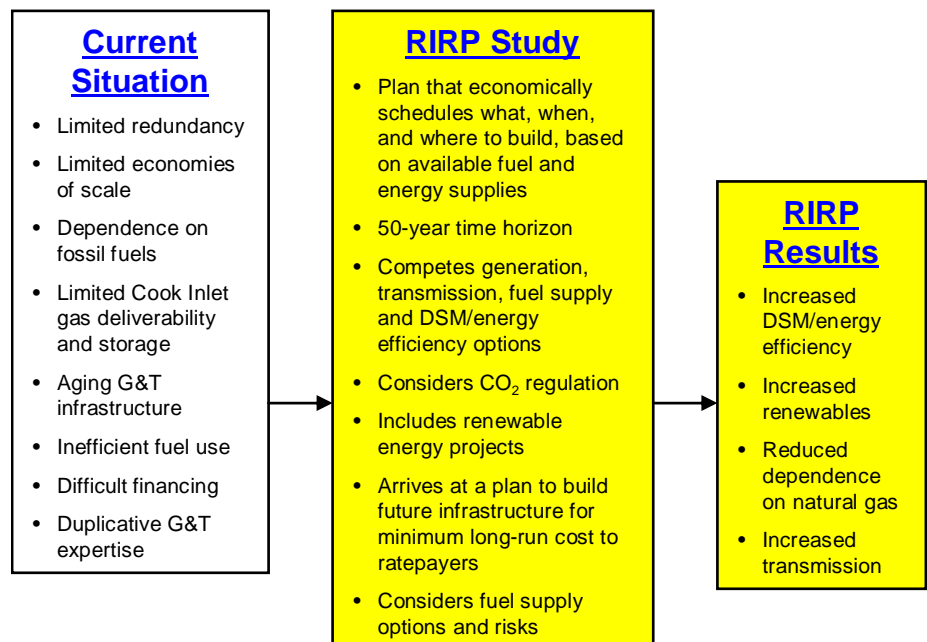 Current
Situation
• Limited redundancy
• Limited economies
of scale
• Dependence on
fossil fuels
• Limited Cook Inlet
gas deliverability
and storage
• Aging G&T
infrastructure
• Inefficient fuel use
• Difficult financing
• Duplicative G&T
expertise
RIRP Study
• Plan that economically
schedules what, when,
and where to build, based
on available fuel and
energy supplies
• 50-year time horizon
• Competes generation,
transmission, fuel supply
and DSM/energy
efficiency options
• Considers CO₂ regulation
• Includes renewable
energy projects
• Arrives at a plan to build
future infrastructure for
minimum long-run cost to
ratepayers
• Considers fuel supply
options and risks
RIRP
Results
• Increased
DSM/energy
efficiency
• Increased
renewables
• Reduced
dependence
on natural gas
• Increased
transmission